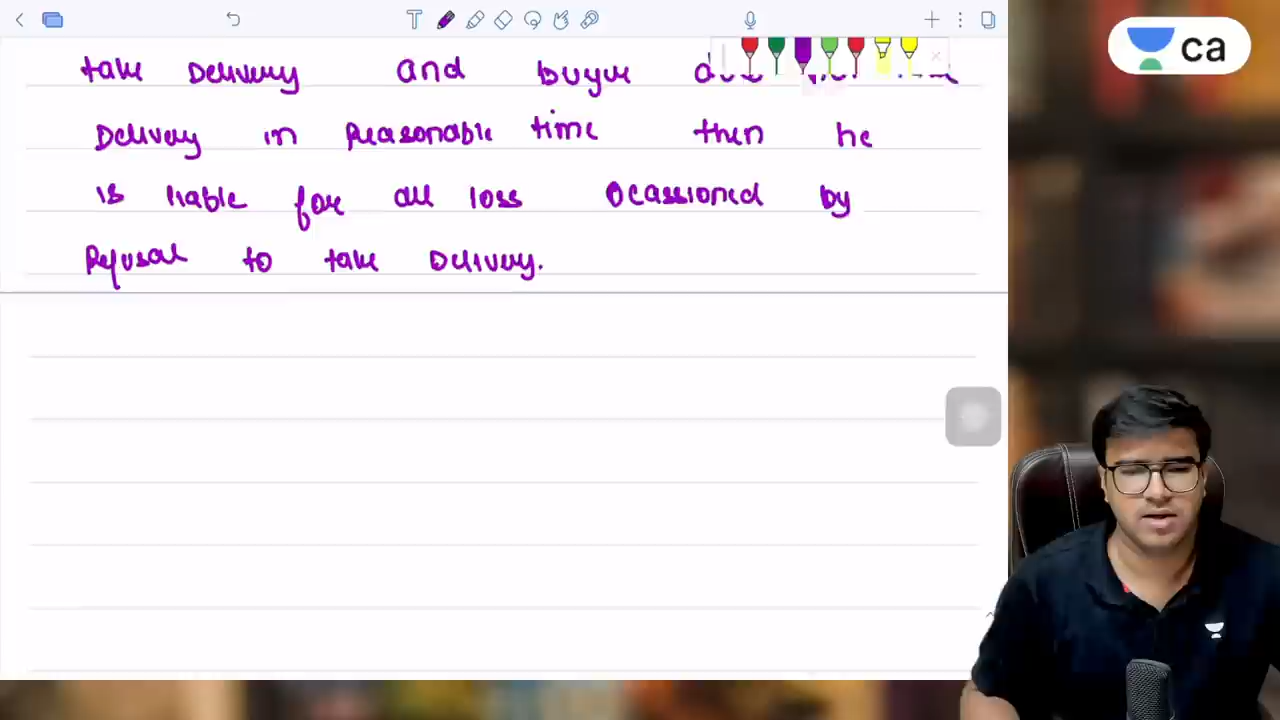 ca
take Delivery and buyer
Delivery in Reasonable time then he
is liable for all loss Ocassioned by
Refusal to take Delivery.